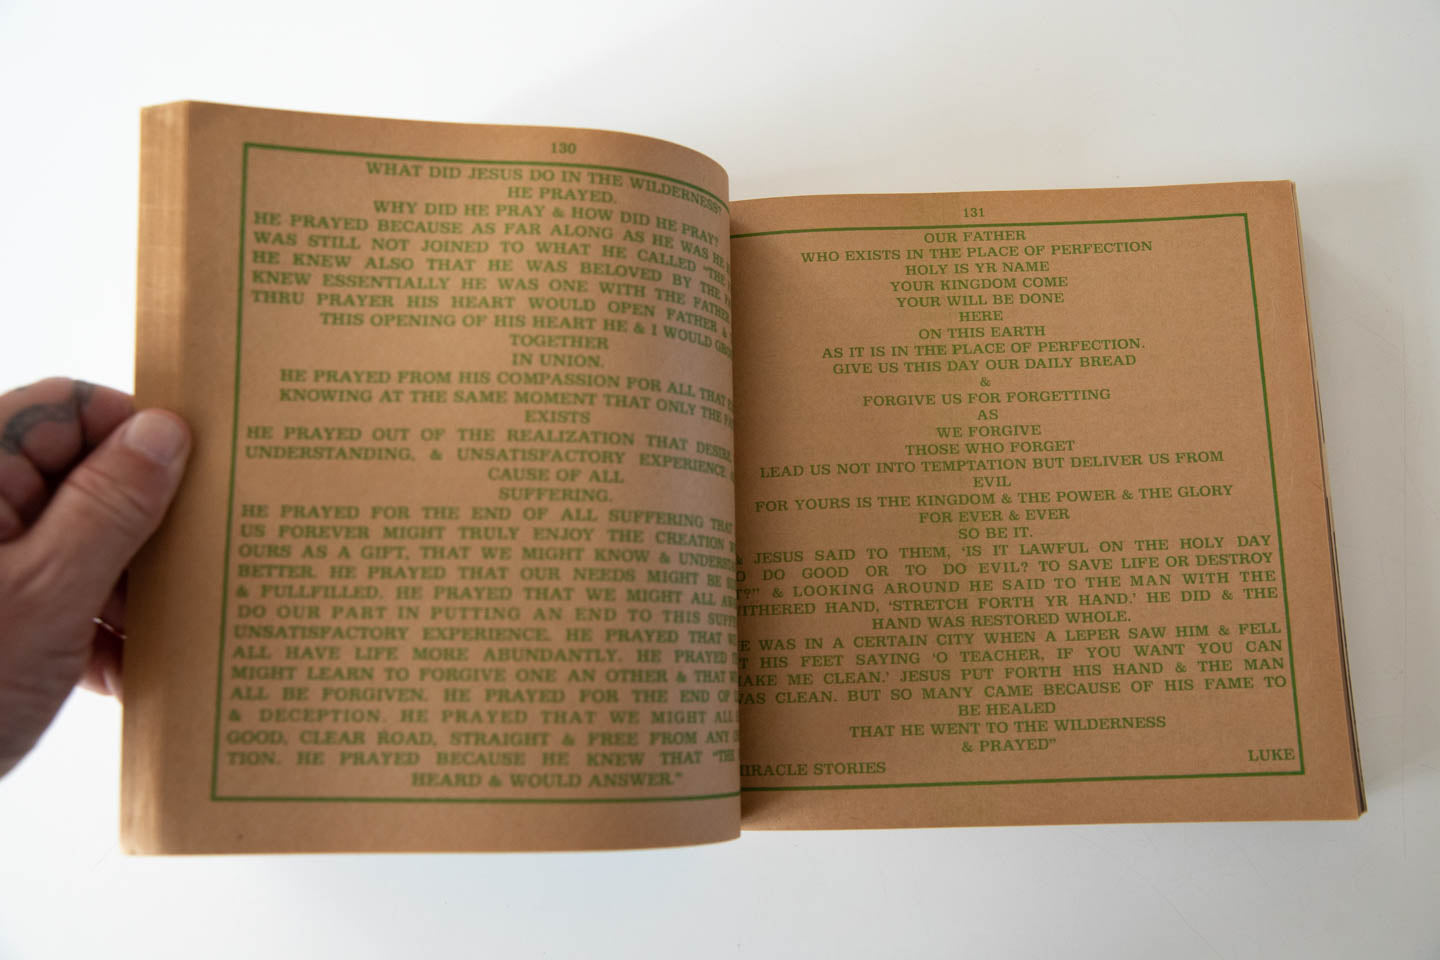 130
WHAT DID JESUS DO IN THE WILDERNESS?
HE PRAYED.
WHY DID HE PRAY & HOW DID HE PRAY?
HE PRAYED BECAUSE AS FAR ALONG AS HE WAS HE
WAS STILL NOT JOINED TO WHAT HE CALLED "THE
HE KNEW ALSO THAT HE WAS BELOVED BY THE
KNEW ESSENTIALLY HE WAS ONE WITH THE FATHER
THRU PRAYER HIS HEART WOULD OPEN FATHER &
THIS OPENING OF HIS HEART HE & I WOULD
TOGETHER
IN UNION.
HE PRAYED FROM HIS COMPASSION FOR ALL THAT
KNOWING AT THE SAME MOMENT THAT ONLY THE
EXISTS
HE PRAYED OUT OF THE REALIZATION THAT DESIRE,
UNDERSTANDING, & UNSATISFACTORY EXPERIENCE
CAUSE OF ALL
SUFFERING.
HE PRAYED FOR THE END OF ALL SUFFERING THAT
US FOREVER MIGHT TRULY ENJOY THE CREATION
OURS AS A GIFT, THAT WE MIGHT KNOW &
BETTER. HE PRAYED THAT OUR NEEDS MIGHT BE
& FULLFILLED. HE PRAYED THAT WE MIGHT ALL
DO OUR PART IN PUTTING AN END TO THIS
UNSATISFACTORY EXPERIENCE. HE PRAYED THAT
ALL HAVE LIFE MORE ABUNDANTLY. HE PRAYED
MIGHT LEARN TO FORGIVE ONE AN OTHER & THAT
ALL BE FORGIVEN. HE PRAYED FOR THE END OF
& DECEPTION. HE PRAYED THAT WE MIGHT ALL
GOOD, CLEAR ROAD, STRAIGHT & FREE FROM ANY
TION. HE PRAYED BECAUSE HE KNEW THAT "THE
HEARD & WOULD ANSWER."
131
OUR FATHER
WHO EXISTS IN THE PLACE OF PERFECTION
HOLY IS YR NAME
YOUR KINGDOM COME
YOUR WILL BE DONE
HERE
ON THIS EARTH
AS IT IS IN THE PLACE OF PERFECTION.
GIVE US THIS DAY OUR DAILY BREAD
&
FORGIVE US FOR FORGETTING
AS
WE FORGIVE
THOSE WHO FORGET
LEAD US NOT INTO TEMPTATION BUT DELIVER US FROM
EVIL
FOR YOURS IS THE KINGDOM & THE POWER & THE GLORY
FOR EVER & EVER
SO BE IT.
& JESUS SAID TO THEM, 'IS IT LAWFUL ON THE HOLY DAY
DO GOOD OR TO DO EVIL? TO SAVE LIFE OR DESTROY
& LOOKING AROUND HE SAID TO THE MAN WITH THE
WITHERED HAND, 'STRETCH FORTH YR HAND.' HE DID & THE
HAND WAS RESTORED WHOLE.
WAS IN A CERTAIN CITY WHEN A LEPER SAW HIM & FELL
HIS FEET SAYING 'O TEACHER, IF YOU WANT YOU CAN
ME CLEAN.' JESUS PUT FORTH HIS HAND & THE MAN
WAS CLEAN. BUT SO MANY CAME BECAUSE OF HIS FAME TO
BE HEALED
THAT HE WENT TO THE WILDERNESS
& PRAYED"
MIRACLE STORIES LUKE